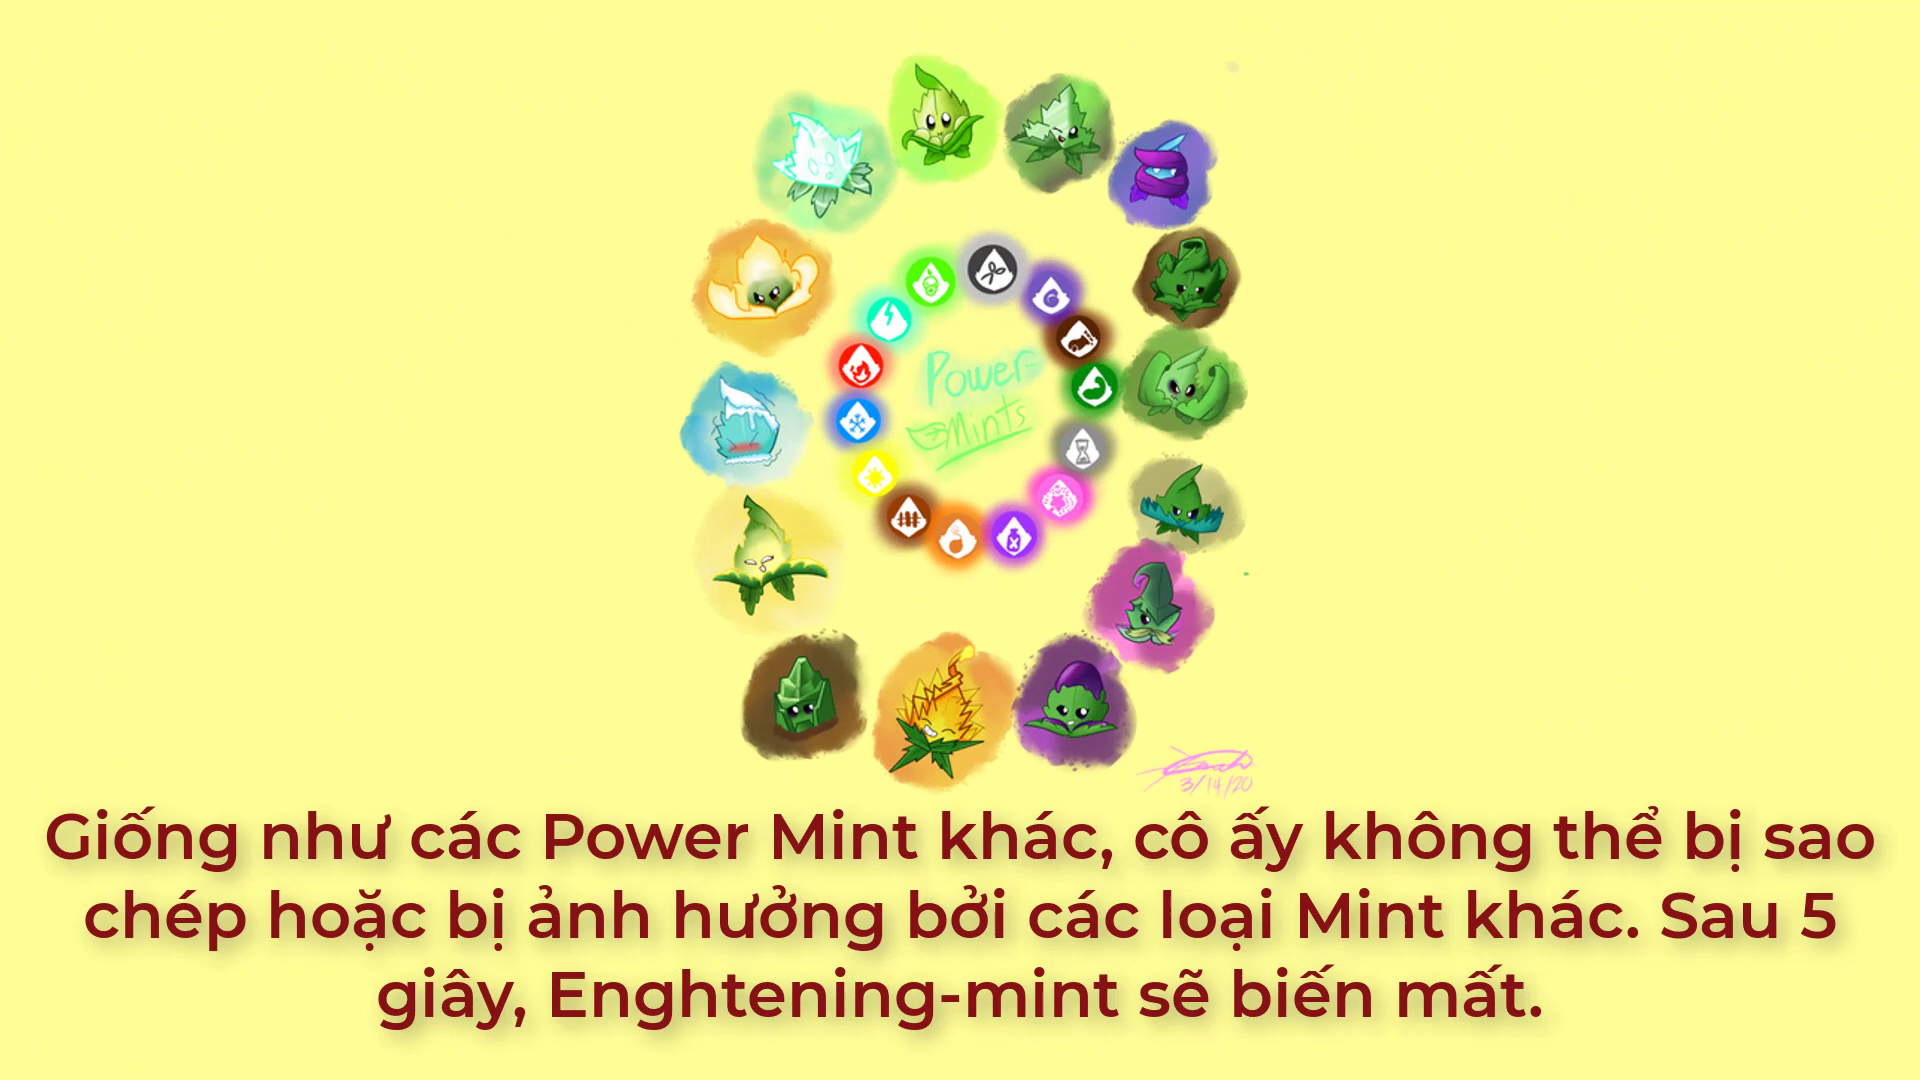 Power-
Mints
3/14/20
Giống như các Power Mint khác, cô ấy không thể bị sao
chép hoặc bị ảnh hưởng bởi các loại Mint khác. Sau 5
giây, Enghtening-mint sẽ biến mất.